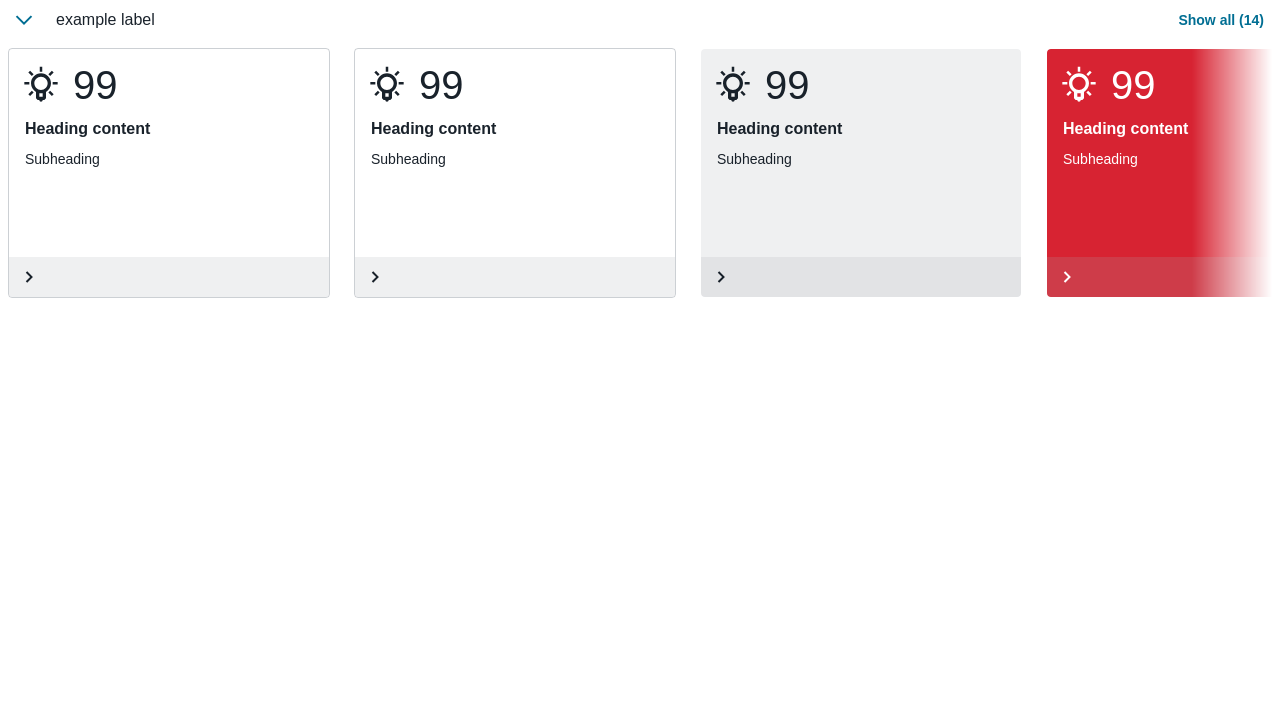 example label
Show all (14)
99
Heading content
Subheading
99
Heading content
Subheading
99
Heading content
Subheading
99
Heading content
Subheading